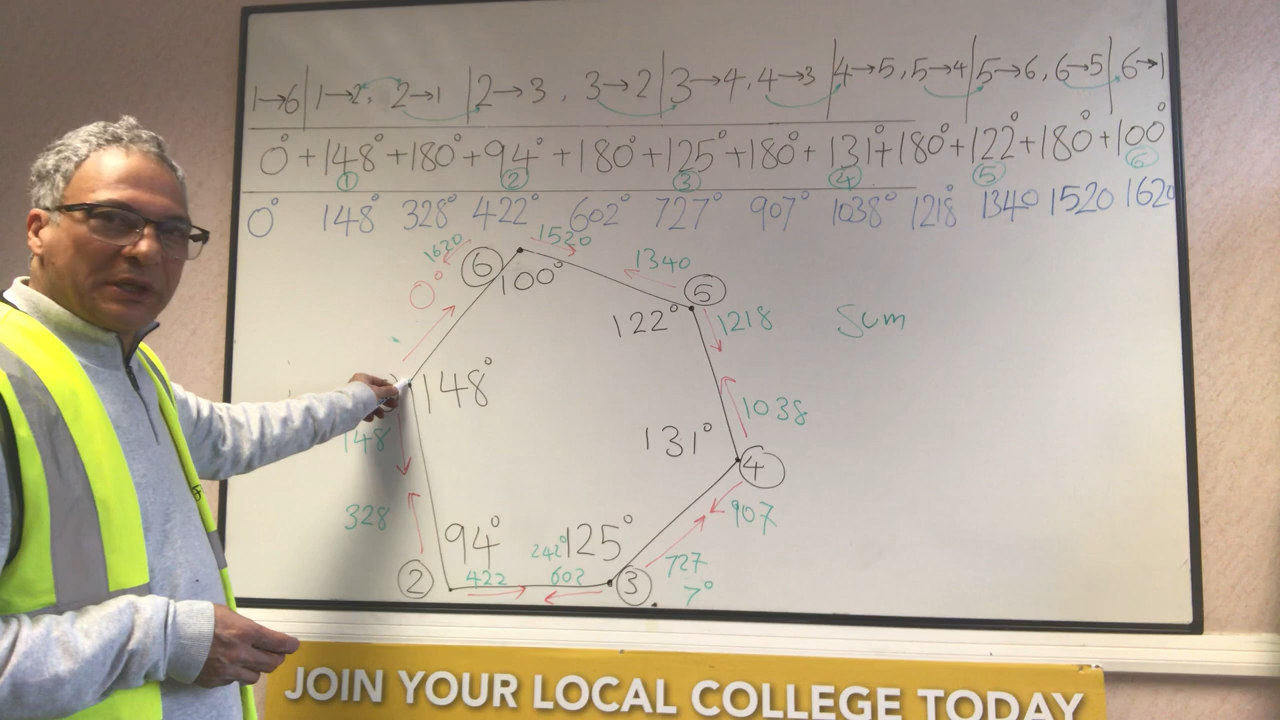 1→6 | 1→2, 2→1 | 2→3, 3→2 | 3→4, 4→3 | 4→5, 5→4 | 5→6, 6→5 | 6→1
0° + 148° + 180° + 94° + 180° + 125° + 180° + 131° + 180° + 122° + 180° + 100°
1 2 3 4 5 6
0° 148° 328° 422° 602° 727° 907° 1038° 1218° 1340 1520 1620
1620 6 1520
0° 100° 1340 5
122° 1218 Sum
148°
148 131° 1038
4
328 94° 242° 125° 907
2 422 602 3 727
7°
JOIN YOUR LOCAL COLLEGE TODAY